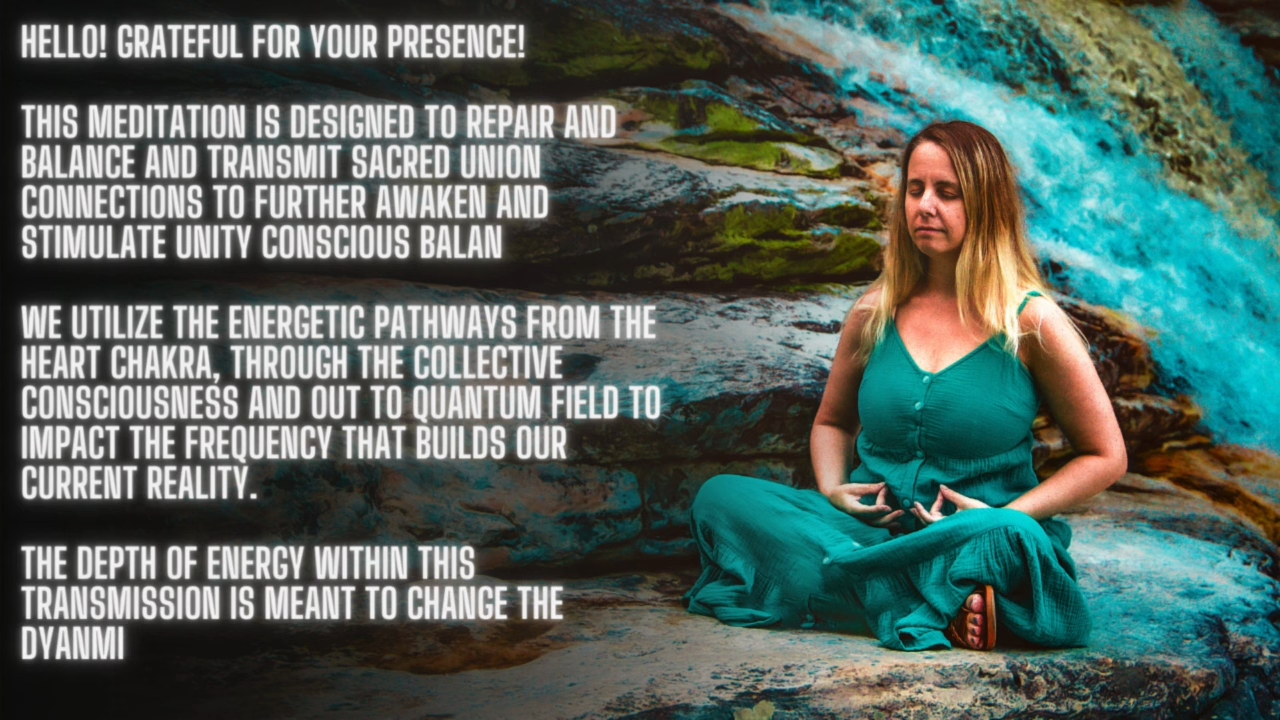 HELLO! GRATEFUL FOR YOUR PRESENCE!
THIS MEDITATION IS DESIGNED TO REPAIR AND
BALANCE AND TRANSMIT SACRED UNION
CONNECTIONS TO FURTHER AWAKEN AND
STIMULATE UNITY CONSCIOUS BALAN
WE UTILIZE THE ENERGETIC PATHWAYS FROM THE
HEART CHAKRA, THROUGH THE COLLECTIVE
CONSCIOUSNESS AND OUT TO QUANTUM FIELD TO
IMPACT THE FREQUENCY THAT BUILDS OUR
CURRENT REALITY.
THE DEPTH OF ENERGY WITHIN THIS
TRANSMISSION IS MEANT TO CHANGE THE
DYANMI